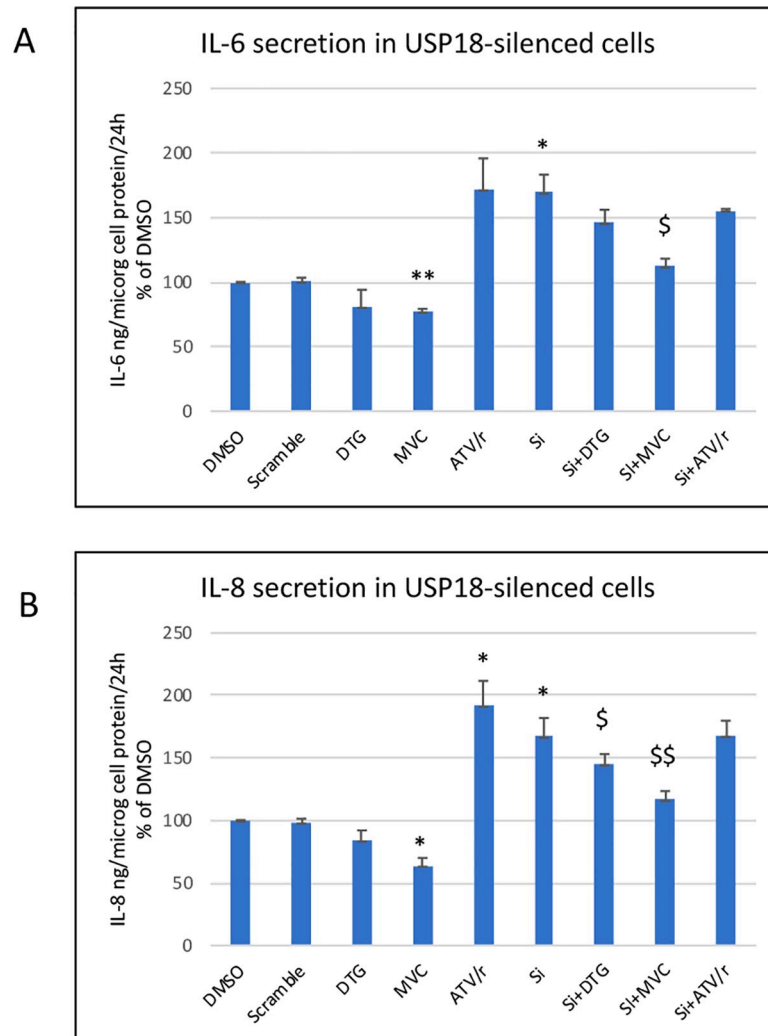 A
IL-6 secretion in USP18-silenced cells
IL-6 ng/micorg cell protein/24h
% of DMSO
250
200
150
100
50
0
**
*
$
DMSO
Scramble
DTG
MVC
ATV/r
Si
Si+DTG
SI+MVC
Si+ATV/r
B
IL-8 secretion in USP18-silenced cells
IL-8 ng/microg cell protein/24h
% of DMSO
250
200
150
100
50
0
*
*
*
$
$$
DMSO
Scramble
DTG
MVC
ATV/r
Si
Si+DTG
SI+MVC
Si+ATV/r